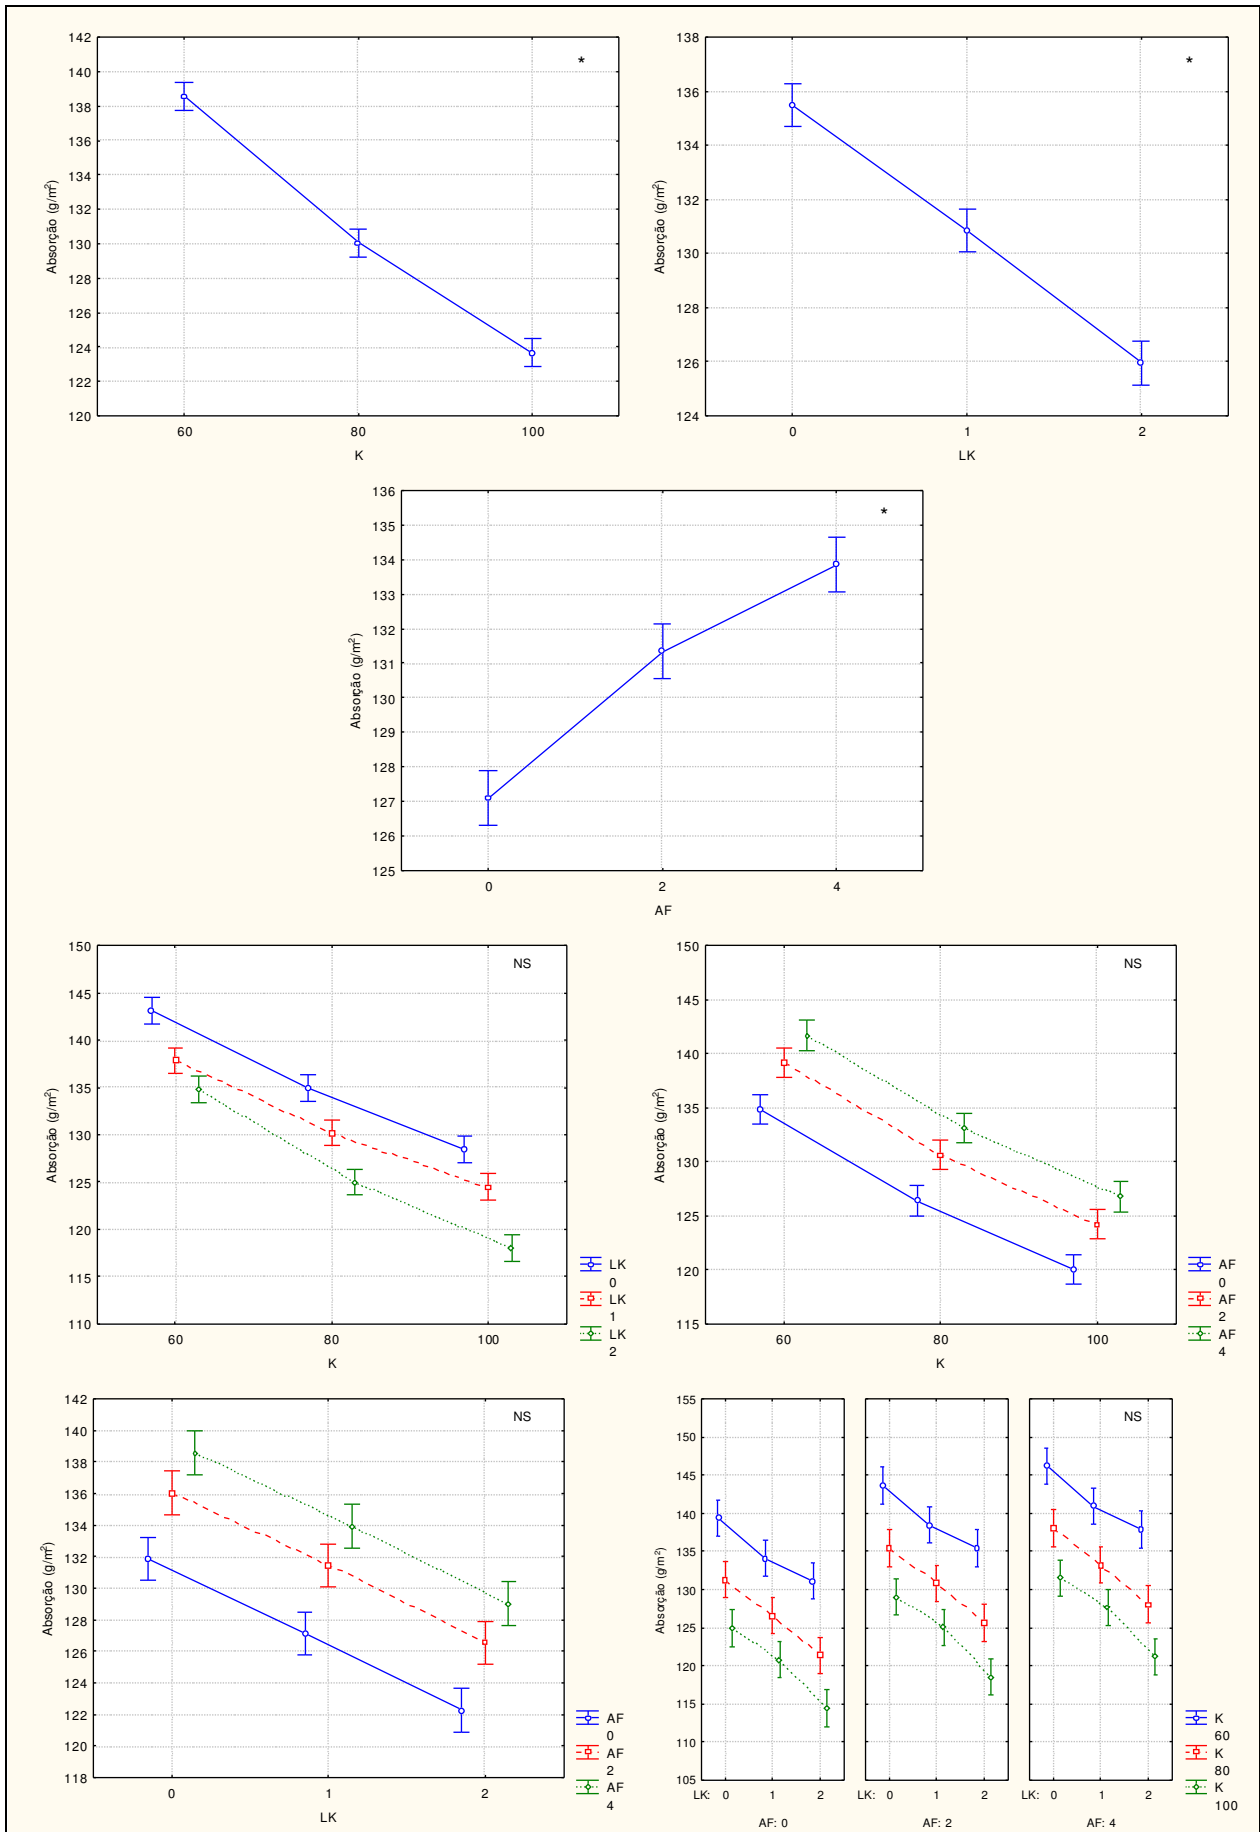 142
140
138
136
134
132
130
128
126
124
122
120
Absorção (g/m²)
60 80 100
K
*
138
136
134
132
130
128
126
124
Absorção (g/m²)
0 1 2
LK
*
136
135
134
133
132
131
130
129
128
127
126
125
Absorção (g/m²)
0 2 4
AF
*
150
145
140
135
130
125
120
115
110
Absorção (g/m²)
60 80 100
K
NS
LK
0
LK
1
LK
2
150
145
140
135
130
125
120
115
Absorção (g/m²)
60 80 100
K
NS
AF
0
AF
2
AF
4
142
140
138
136
134
132
130
128
126
124
122
120
118
Absorção (g/m²)
0 1 2
LK
NS
AF
0
AF
2
AF
4
155
150
145
140
135
130
125
120
115
110
105
Absorção (g/m²)
LK: 0 1 2
AF: 0
LK: 0 1 2
AF: 2
LK: 0 1 2
AF: 4
NS
K
60
K
80
K
100